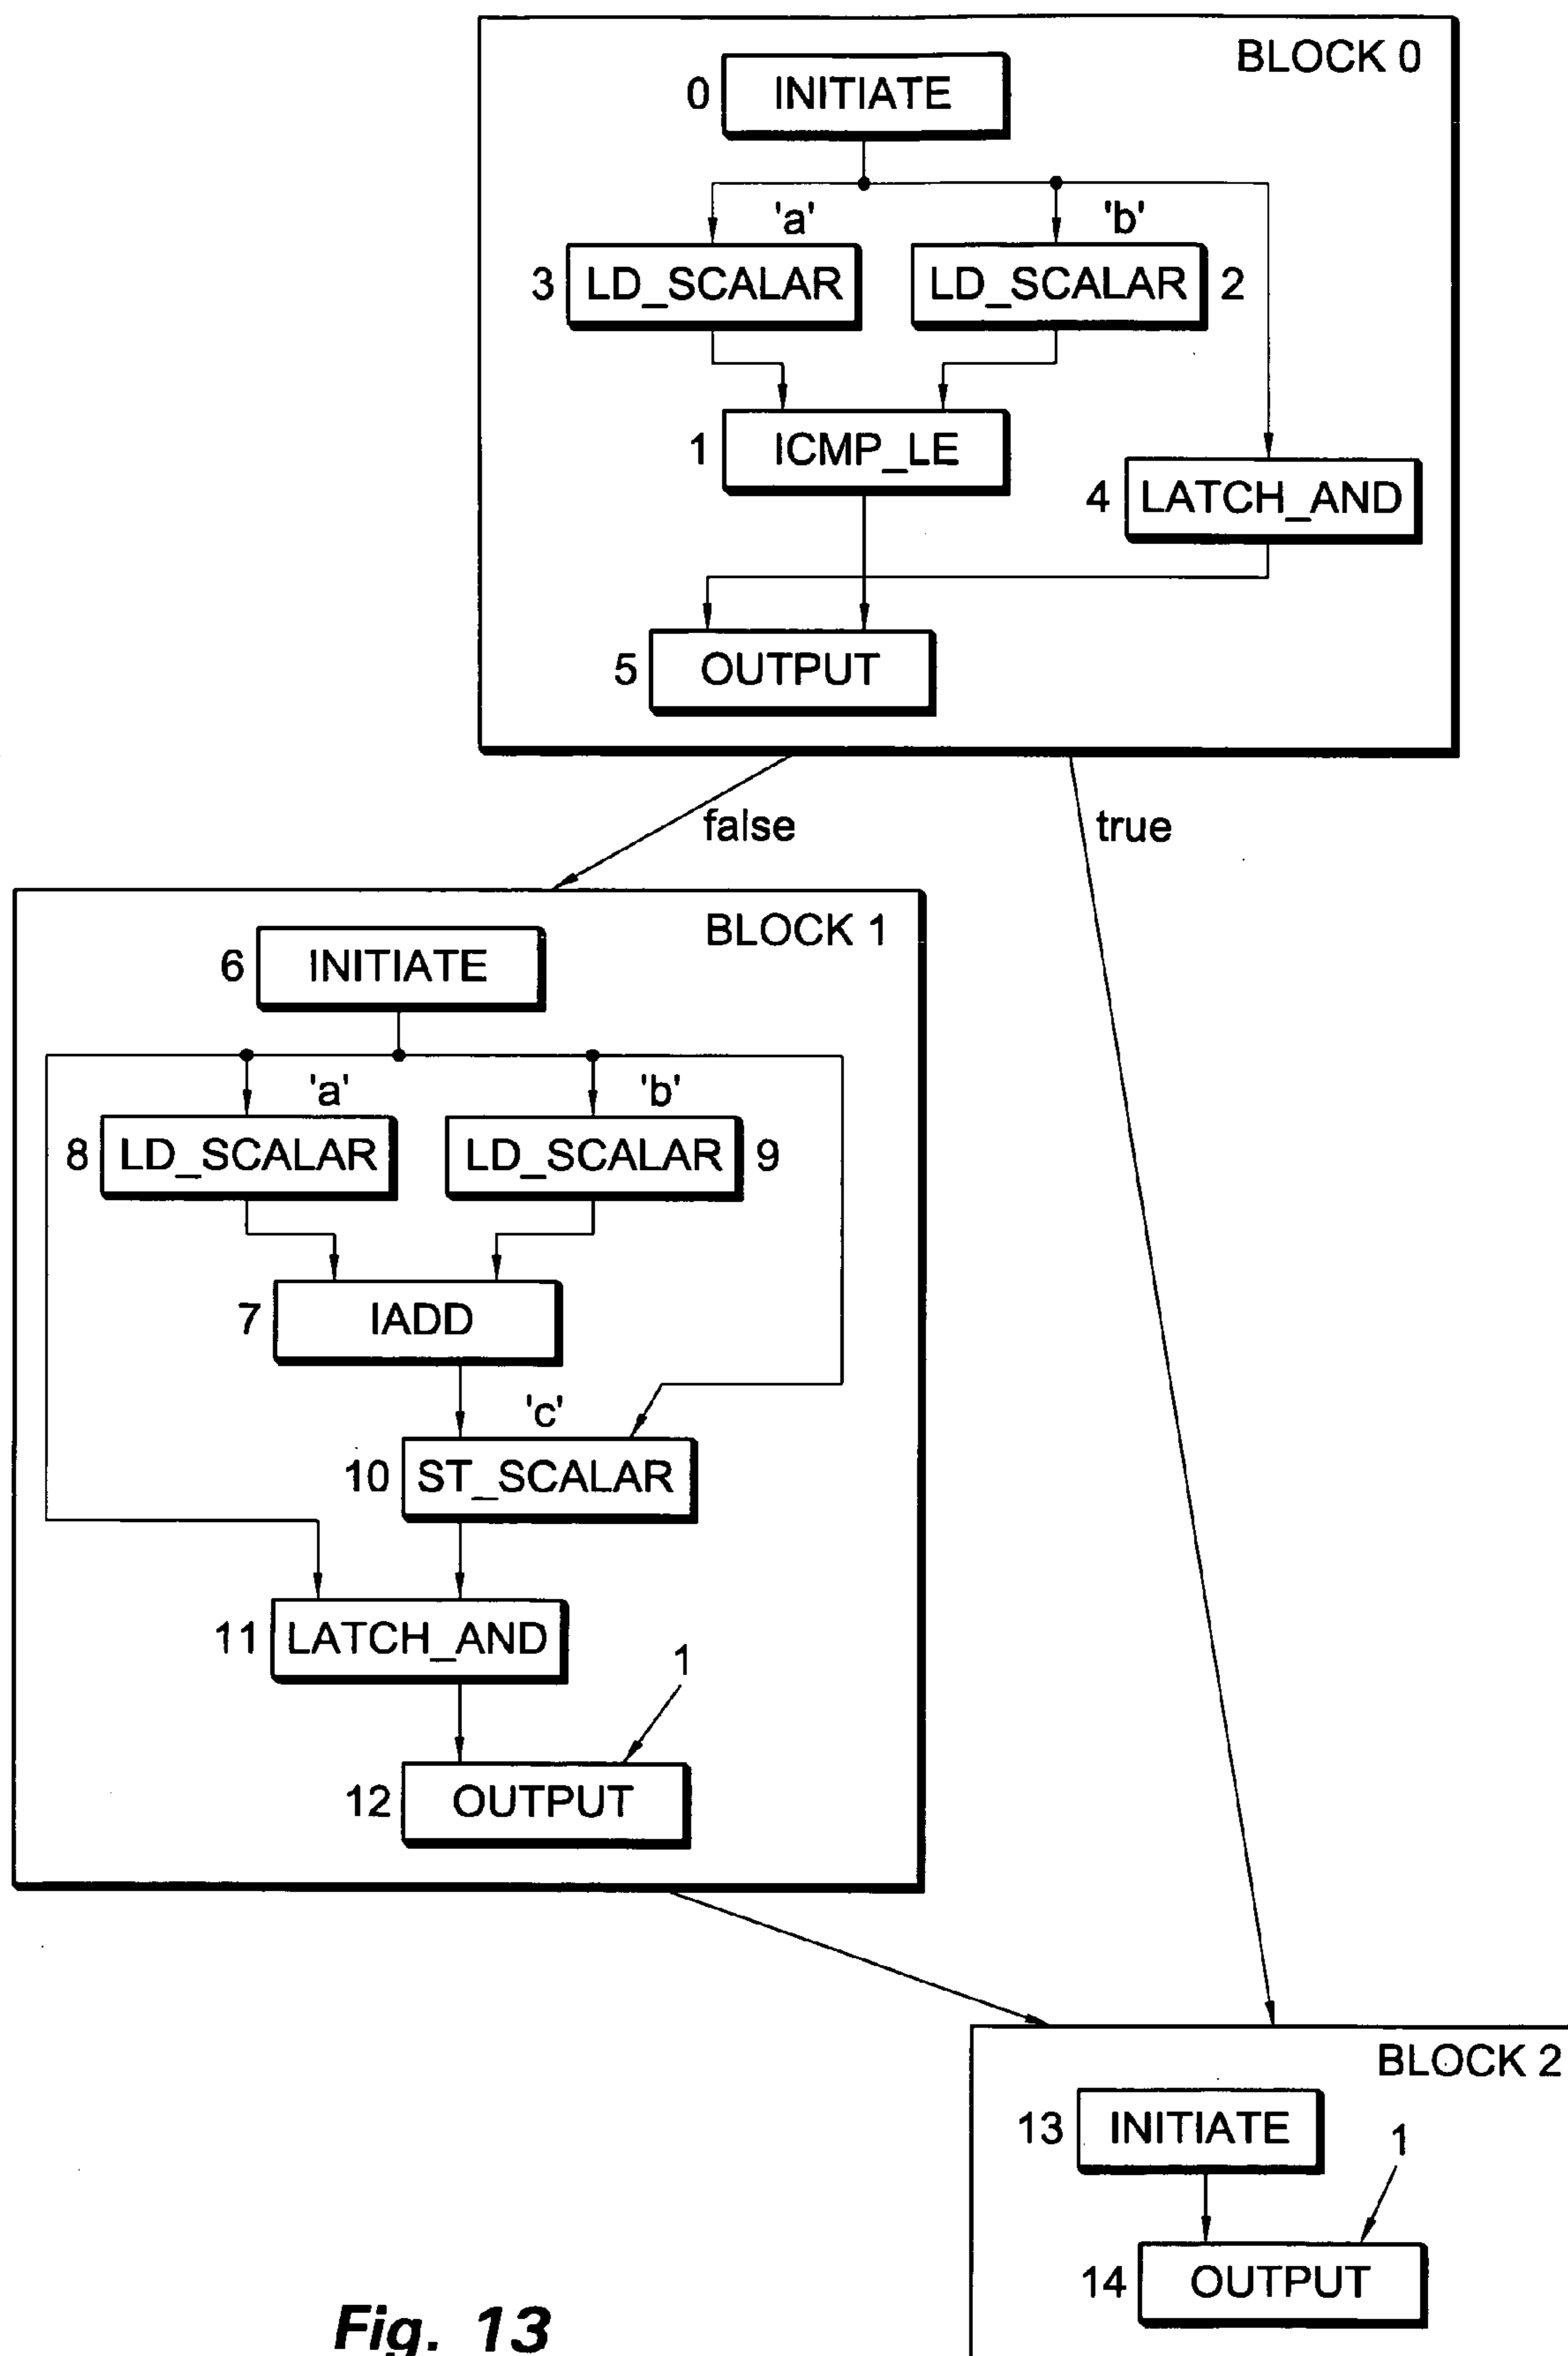 BLOCK 0
0 INITIATE
'a' 'b'
3 LD_SCALAR LD_SCALAR 2
1 ICMP_LE
4 LATCH_AND
5 OUTPUT
false true
BLOCK 1
6 INITIATE
'a' 'b'
8 LD_SCALAR LD_SCALAR 9
7 IADD
'c'
10 ST_SCALAR
11 LATCH_AND
1
12 OUTPUT
BLOCK 2
13 INITIATE
1
14 OUTPUT
Fig. 13